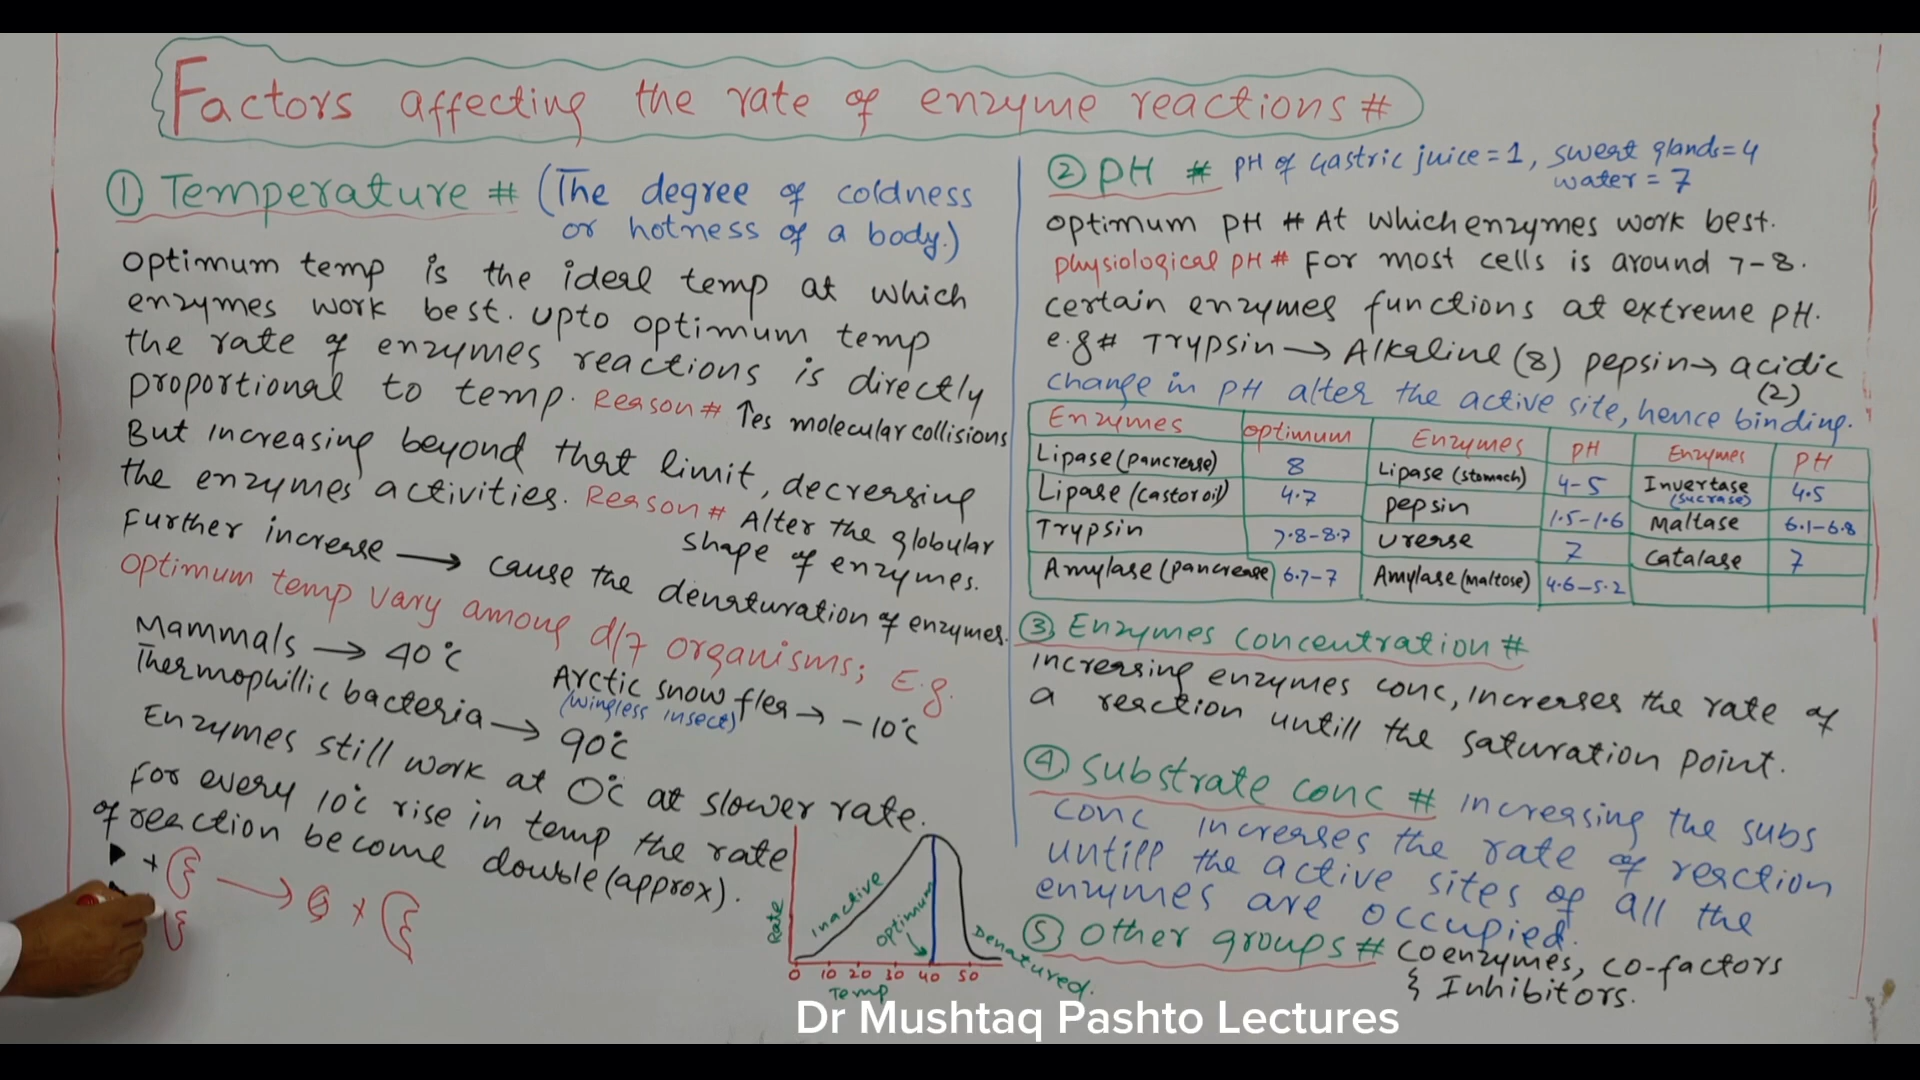 Factors affecting the rate of enzyme reactions #
① Temperature # (The degree of coldness
or hotness of a body.)
optimum temp is the ideal temp at which
enzymes work best. upto optimum temp
the rate of enzymes reactions is directly
proportional to temp. Reason # ↑es molecular collisions
But increasing beyond that limit, decreasing
the enzymes activities. Reason # Alter the globular
shape of enzymes.
Further increase → cause the denaturation of enzymes.
optimum temp vary among d/7 organisms; E.g.
Mammals → 40°C
Thermophillic bacteria → 90°C
Arctic snow flea → -10°C
(wingless insect)
Enzymes still work at 0°C at slower rate.
For every 10°C rise in temp the rate
of reaction become double (approx).
Rate
Inactive
optimum
Denatured.
0 10 20 30 40 50
Temp
② PH # PH of Gastric juice = 1, sweat glands = 4
water = 7
optimum PH # At which enzymes work best.
physiological PH # For most cells is around 7-8.
certain enzymes functions at extreme PH.
e.g # Trypsin → Alkaline (8) pepsin → acidic
(2)
change in PH alter the active site, hence binding.
Enzymes optimum Enzymes PH Enzymes PH
Lipase (pancrease) 8 Lipase (stomach) 4-5 Invertase (sucrase) 4.5
Lipase (castor oil) 4.7 pepsin 1.5-1.6 Maltase 6.1-6.8
Trypsin 7.8-8.7 urease 7 catalase 7
Amylase (pancrease) 6.7-7 Amylase (maltose) 4.6-5.2
③ Enzymes concentration #
increasing enzymes conc, increases the rate of
a reaction untill the saturation point.
④ Substrate conc # increasing the subs
conc increases the rate of reaction
untill the active sites of all the
enzymes are occupied.
⑤ other groups # coenzymes, co-factors
& Inhibitors.
Dr Mushtaq Pashto Lectures